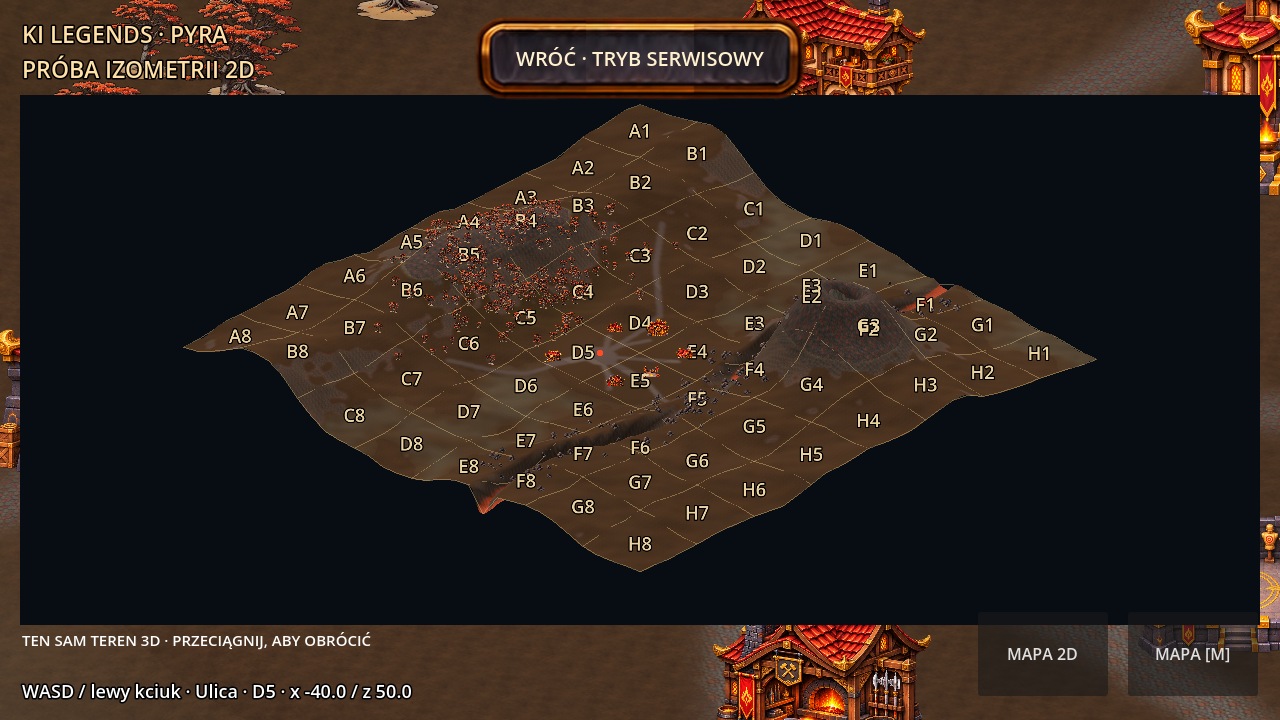 KI LEGENDS · PYRA
PRÓBA IZOMETRII 2D
WRÓĆ · TRYB SERWISOWY
A1
B1
A2
B2
A3
B3
C1
A4
B4
C2
D1
A5
B5
C3
D2
E1
A6
B6
C4
D3
E2
F3
F1
A7
B7
C5
D4
E3
F2
G3
G2
G1
A8
B8
C6
D5
E4
F4
H1
H2
C7
D6
E5
F5
G4
H3
C8
D7
E6
G5
H4
D8
E7
F6
G6
H5
E8
F7
F8
G7
H6
G8
H7
H8
TEN SAM TEREN 3D · PRZECIĄGNIJ, ABY OBRÓCIĆ
MAPA 2D
MAPA [M]
WASD / lewy kciuk · Ulica · D5 · x -40.0 / z 50.0